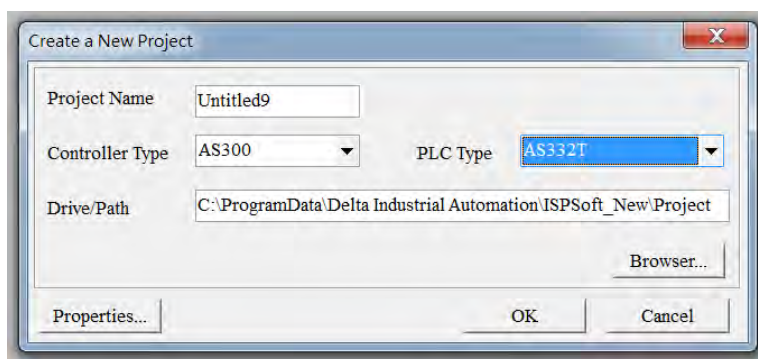 Create a New Project
Project Name Untitled9
Controller Type AS300 PLC Type AS332T
Drive/Path C:\ProgramData\Delta Industrial Automation\ISPSoft_New\Project
Browser...
Properties... OK Cancel